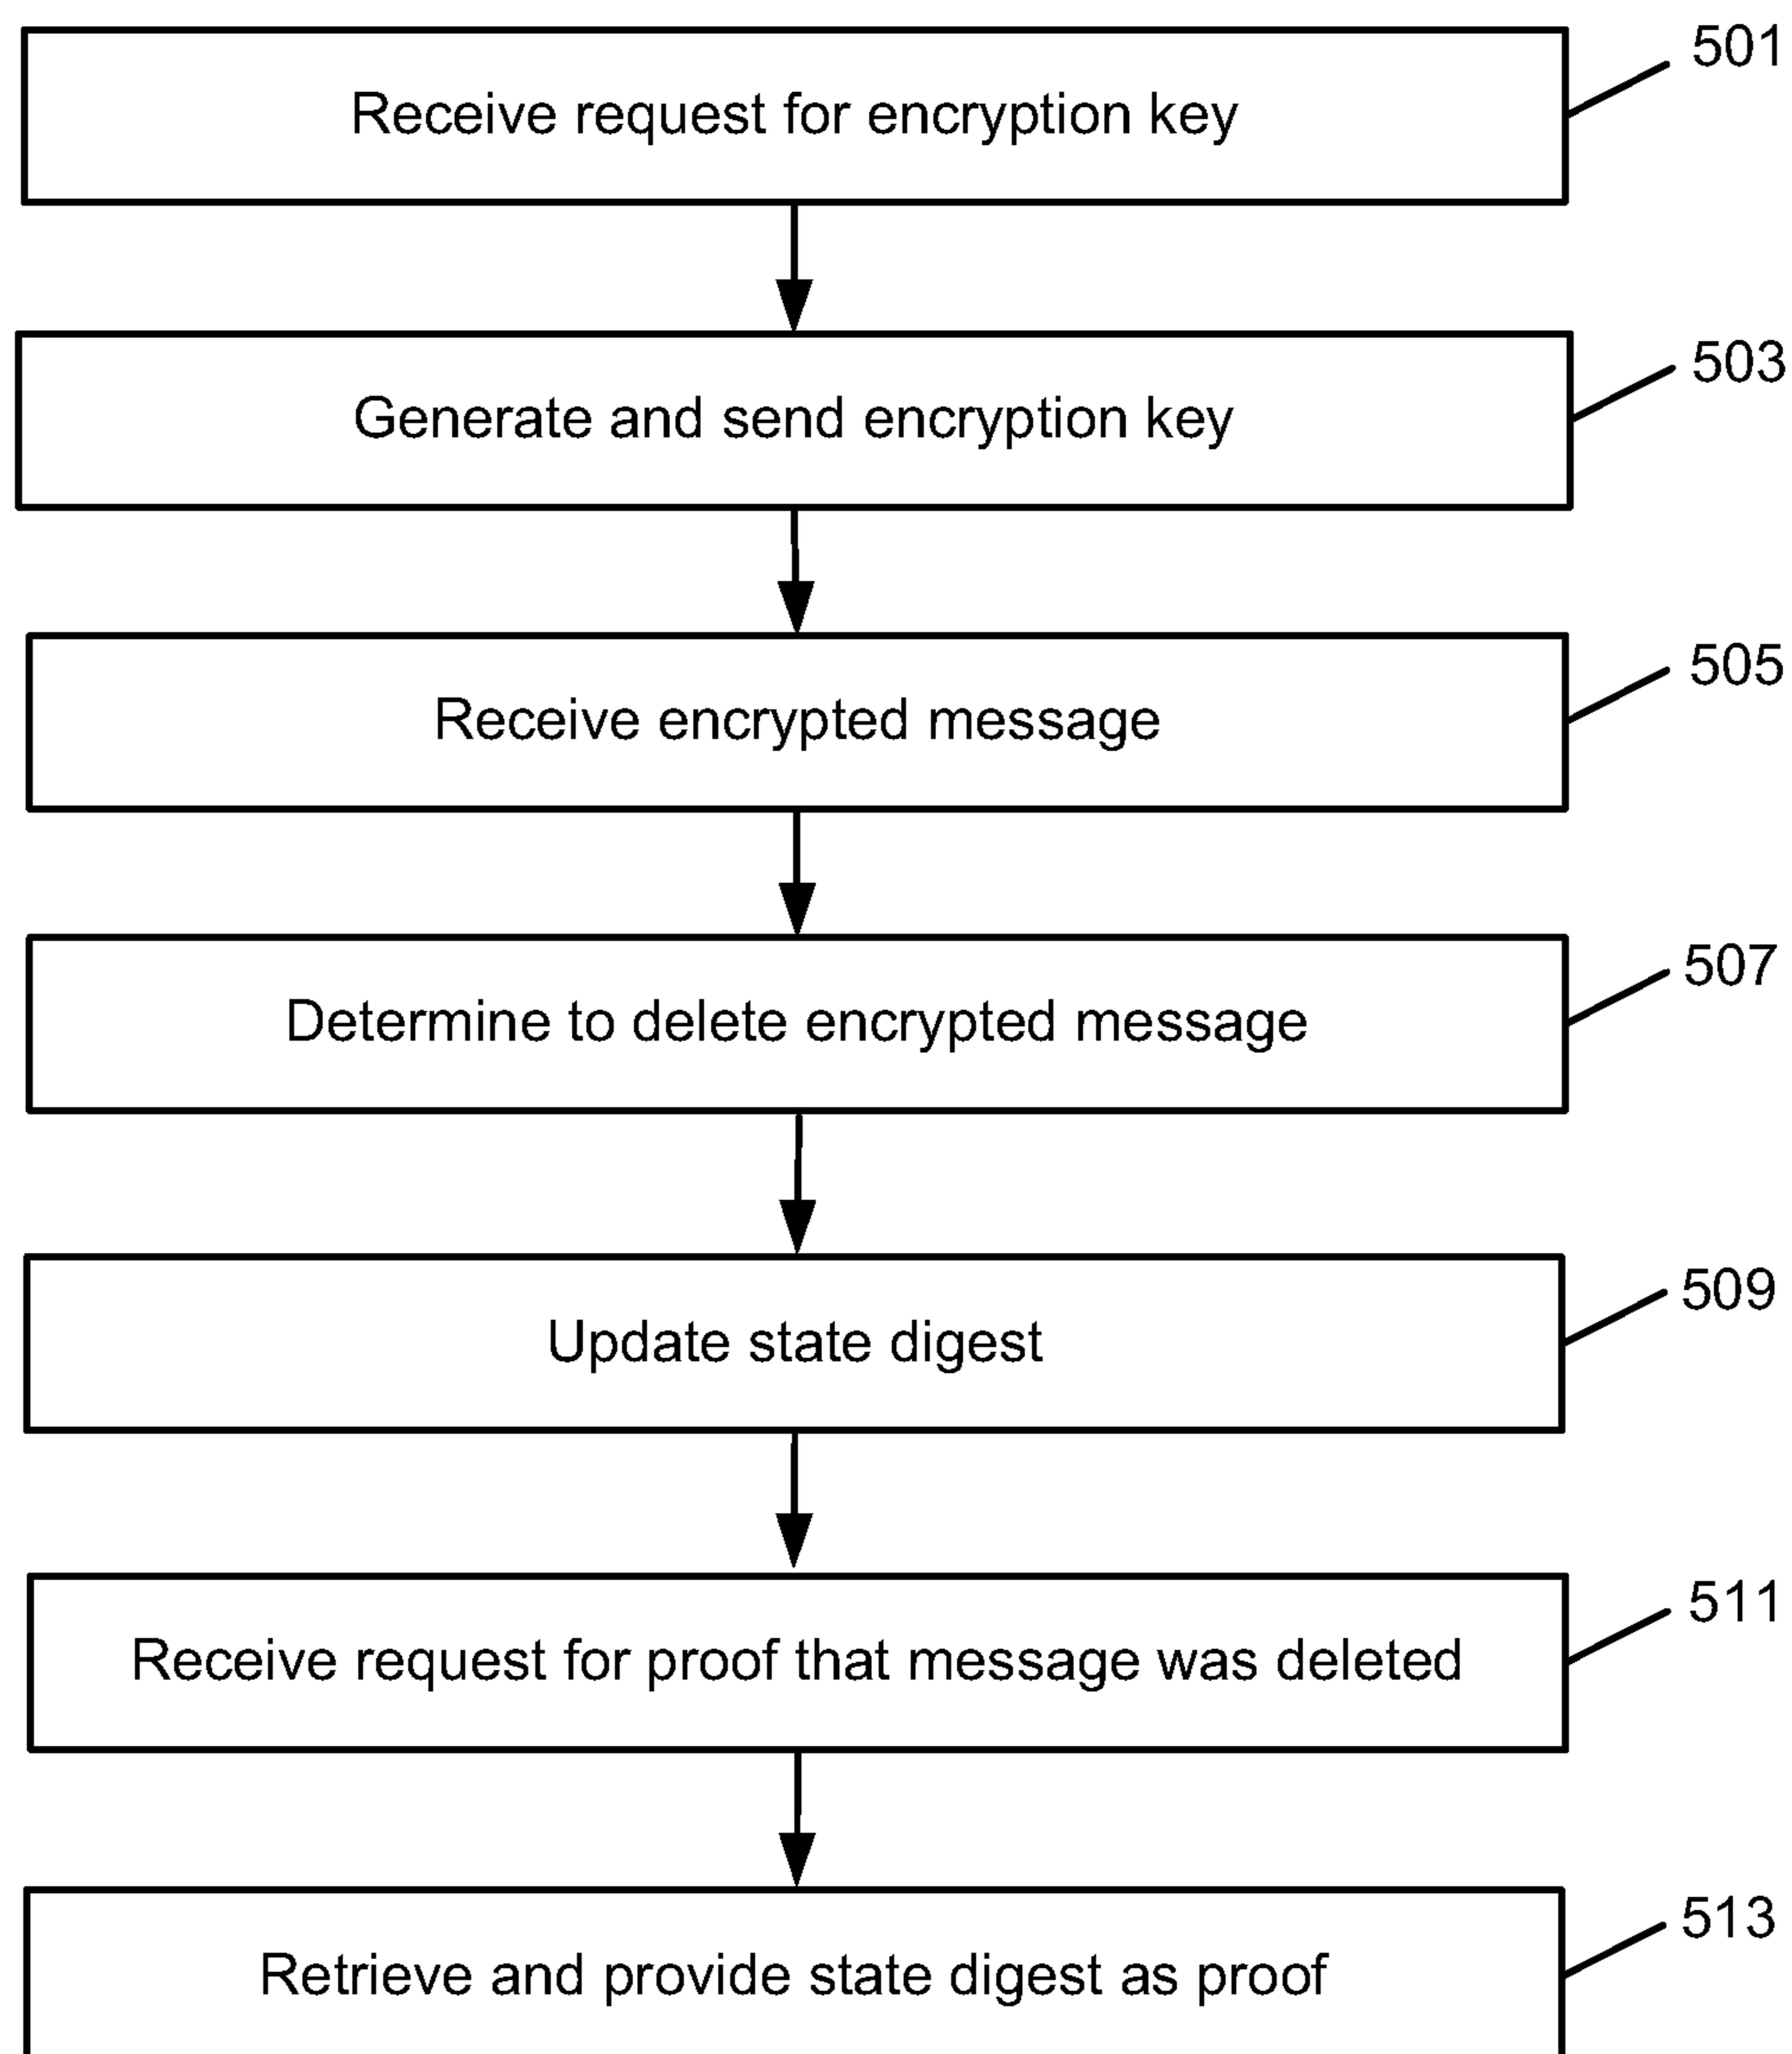 501
Receive request for encryption key
503
Generate and send encryption key
505
Receive encrypted message
507
Determine to delete encrypted message
509
Update state digest
511
Receive request for proof that message was deleted
513
Retrieve and provide state digest as proof